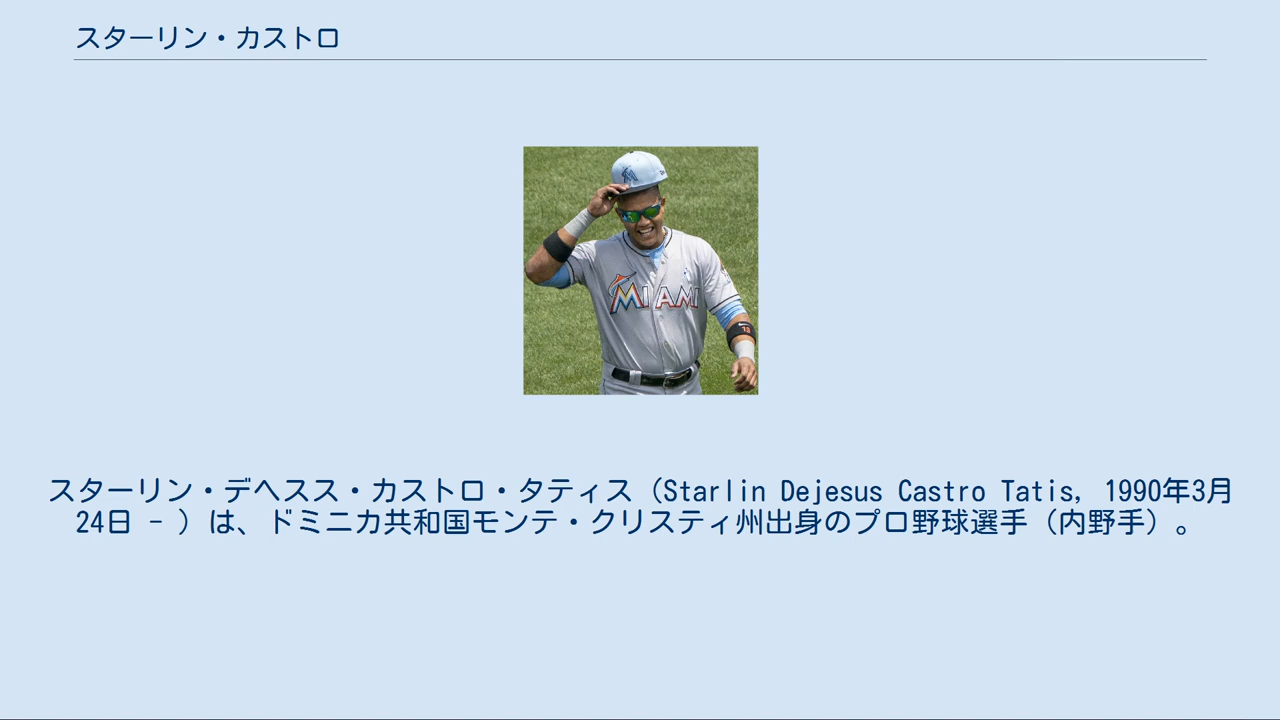 スターリン・カストロ
MIAMI
スターリン・デヘスス・カストロ・タティス（Starlin Dejesus Castro Tatis, 1990年3月
24日 - ）は、ドミニカ共和国モンテ・クリスティ州出身のプロ野球選手（内野手）。